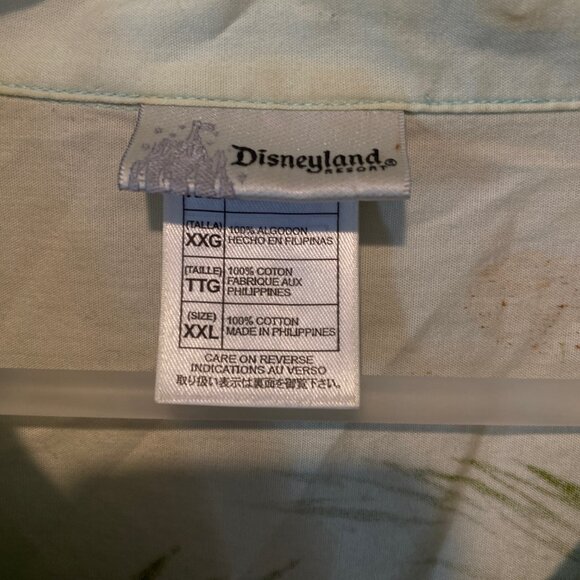 Disneyland®
RESORT
(TALLA) 100% ALGODON
XXG HECHO EN FILIPINAS
(TAILLE) 100% COTON
TTG FABRIQUE AUX
PHILIPPINES
(SIZE) 100% COTTON
XXL MADE IN PHILIPPINES
CARE ON REVERSE
INDICATIONS AU VERSO
取り扱い表示は裏面を御覧下さい。